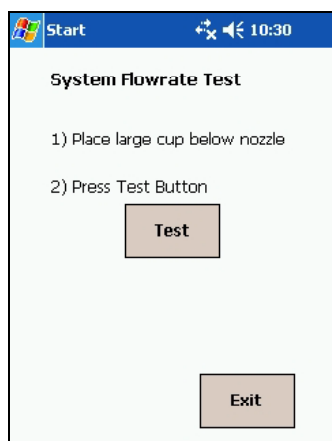 Start 10:30
System Flowrate Test
1) Place large cup below nozzle
2) Press Test Button
Test
Exit